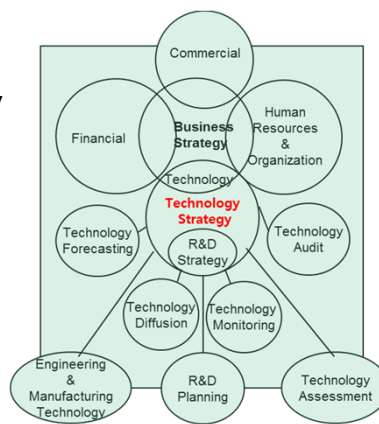 Commercial
Financial
Business
Strategy
Human
Resources
&
Organization
Technology
Technology
Strategy
Technology
Forecasting
R&D
Strategy
Technology
Audit
Technology
Diffusion
Technology
Monitoring
Engineering
&
Manufacturing
Technology
R&D
Planning
Technology
Assessment